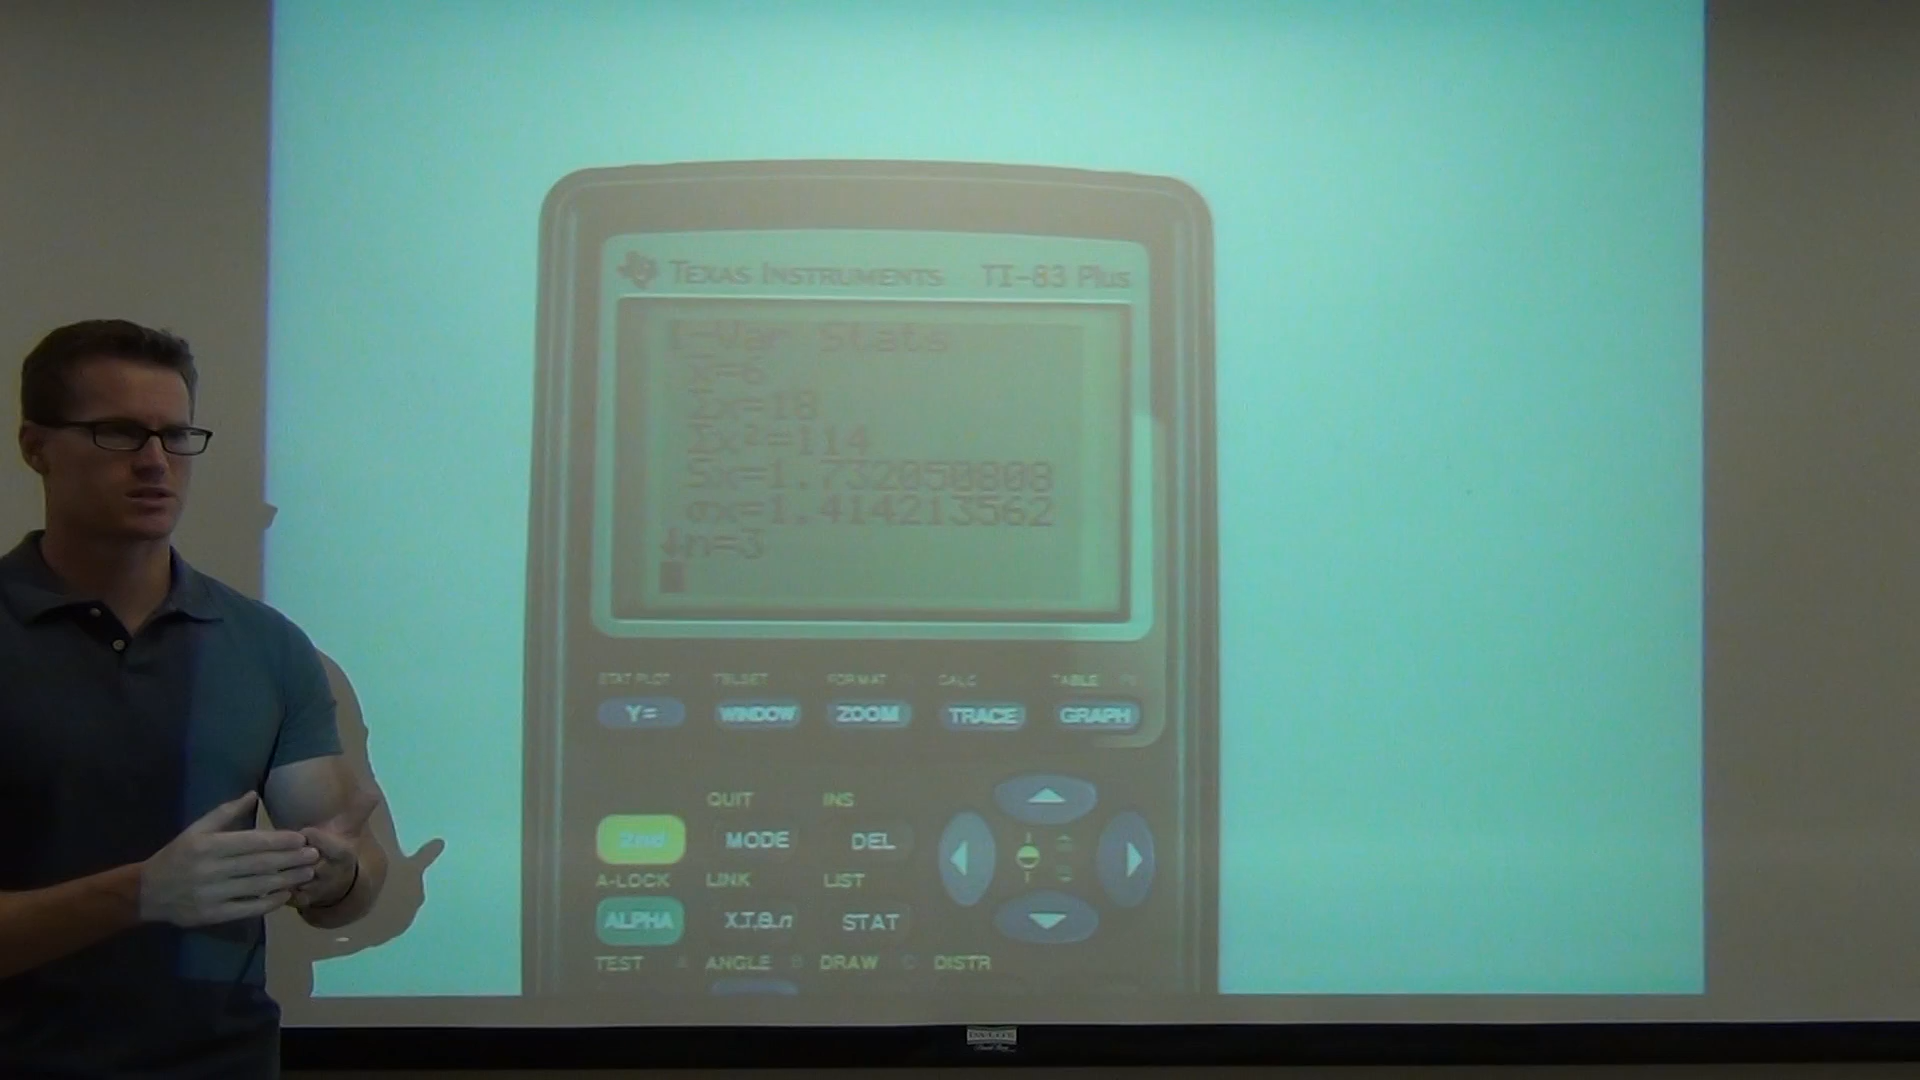 TEXAS INSTRUMENTS TI-83 Plus
1-Var Stats
x̄=6
Σx=18
Σx²=114
Sx=1.732050808
σx=1.414213562
↓n=3
STAT PLOT TBLSET FORMAT CALC TABLE
Y= WINDOW ZOOM TRACE GRAPH
QUIT INS
2nd MODE DEL
A-LOCK LINK LIST
ALPHA X,T,θ,n STAT
TEST A ANGLE B DRAW C DISTR